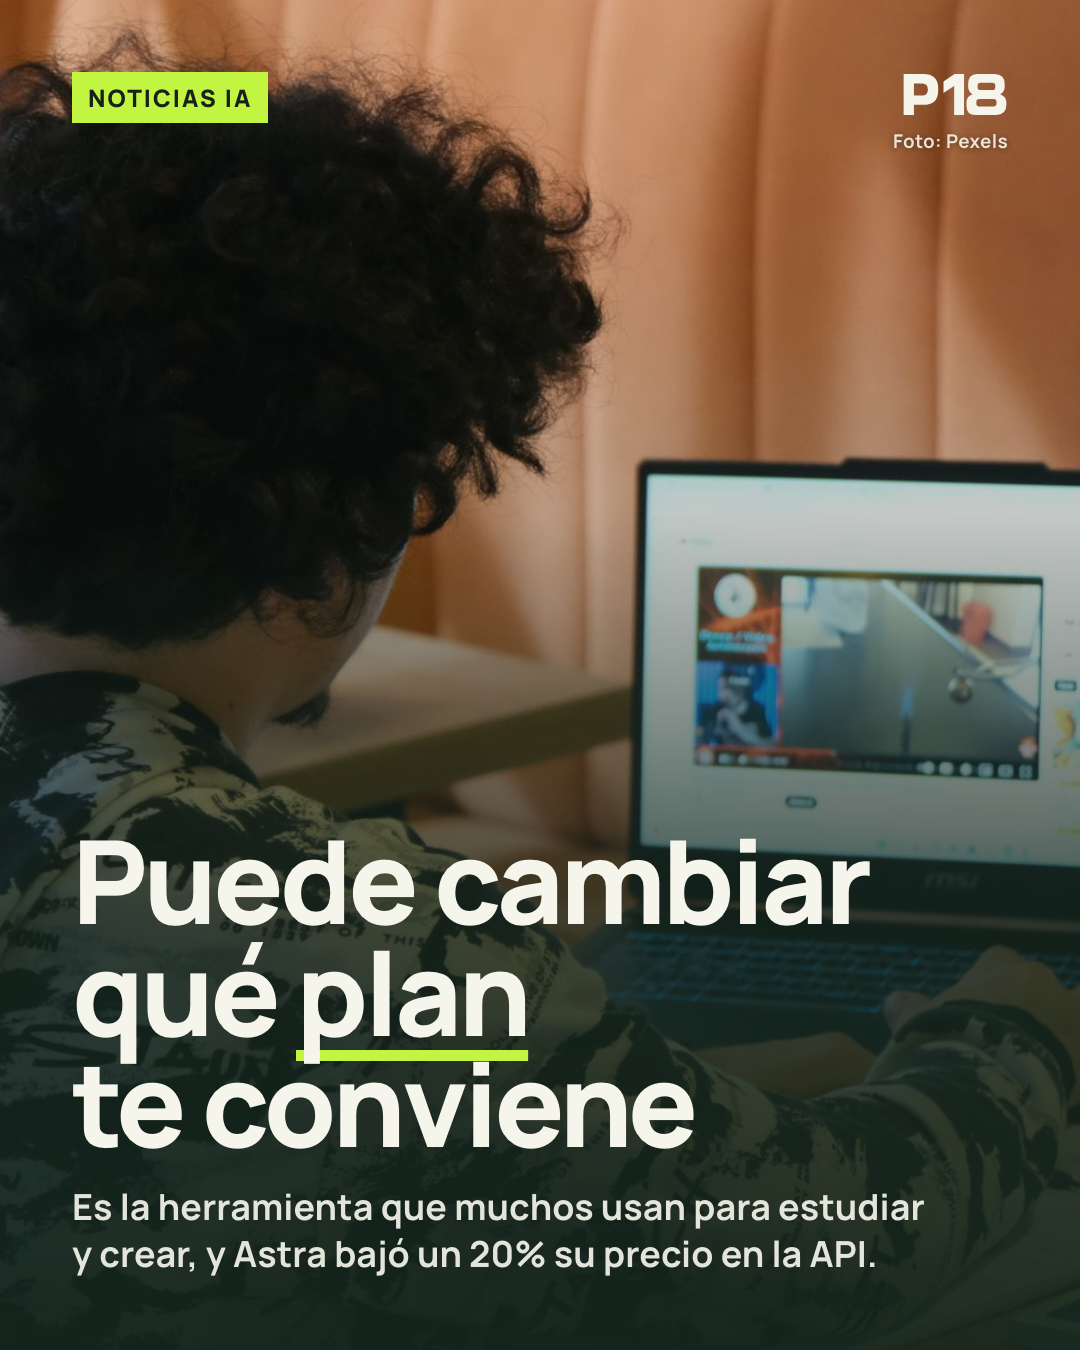 NOTICIAS IA
P18
Foto: Pexels
msi
Puede cambiar
qué plan
te conviene
Es la herramienta que muchos usan para estudiar
y crear, y Astra bajó un 20% su precio en la API.